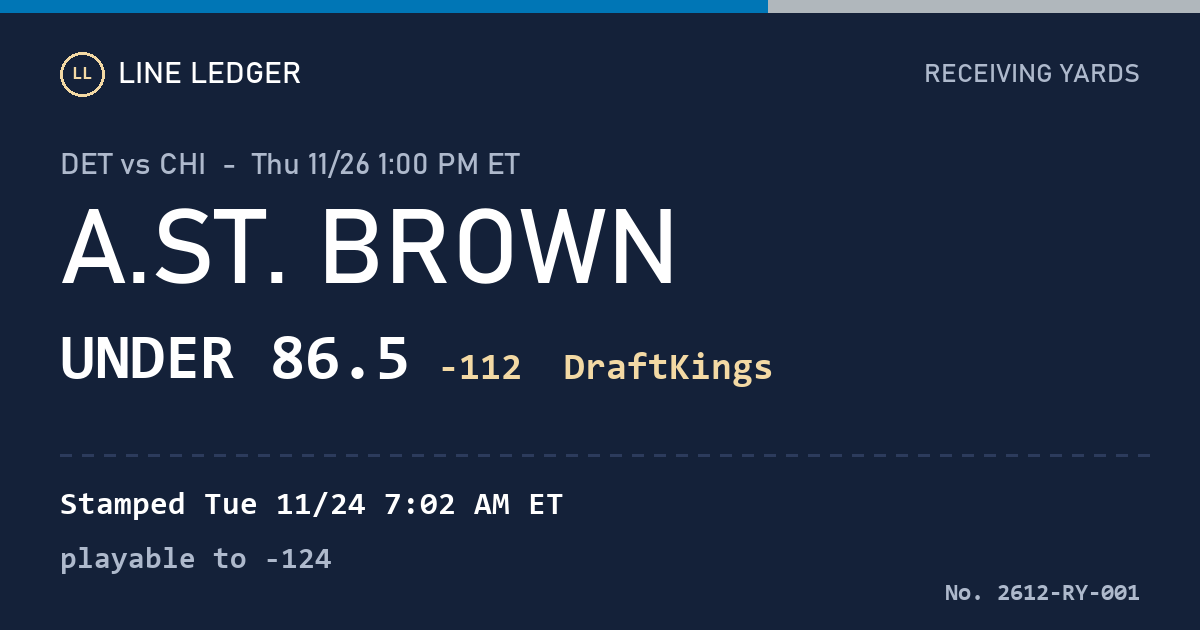 LL LINE LEDGER RECEIVING YARDS
DET vs CHI - Thu 11/26 1:00 PM ET
A.ST. BROWN
UNDER 86.5 -112 DraftKings
Stamped Tue 11/24 7:02 AM ET
playable to -124
No. 2612-RY-001